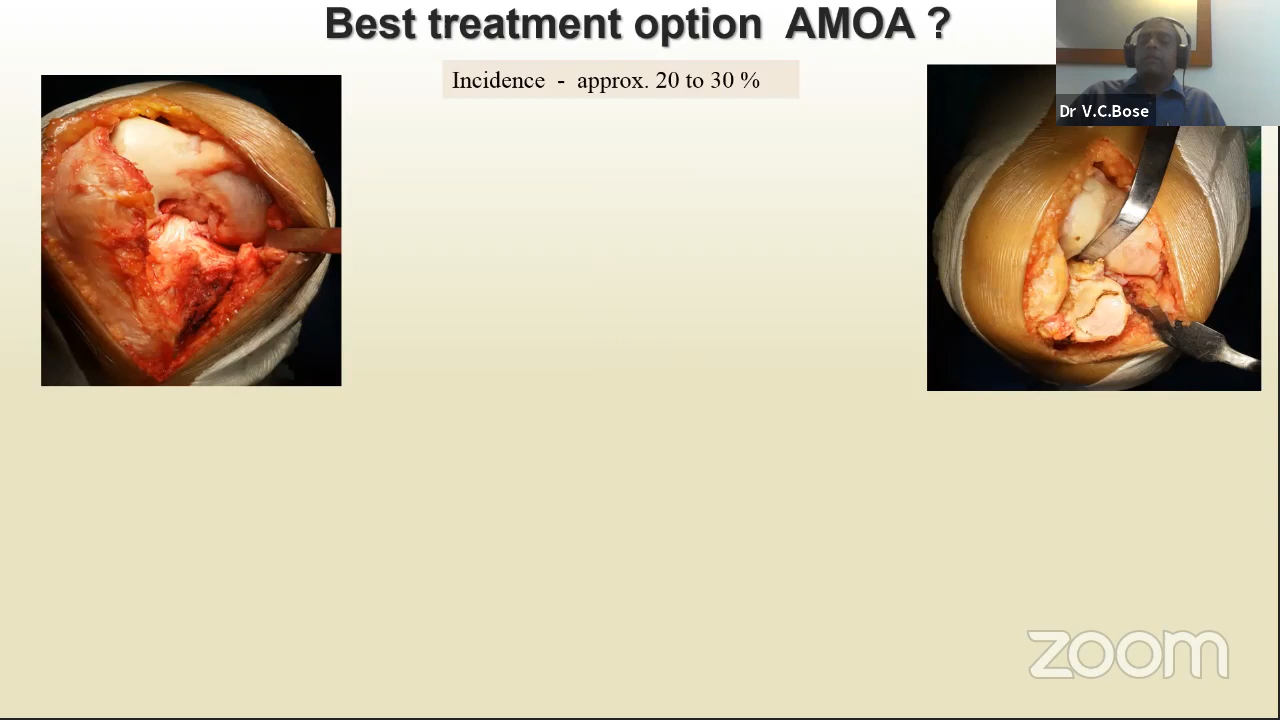 Best treatment option AMOA ?
Incidence - approx. 20 to 30 %
Dr V.C.Bose
zoom